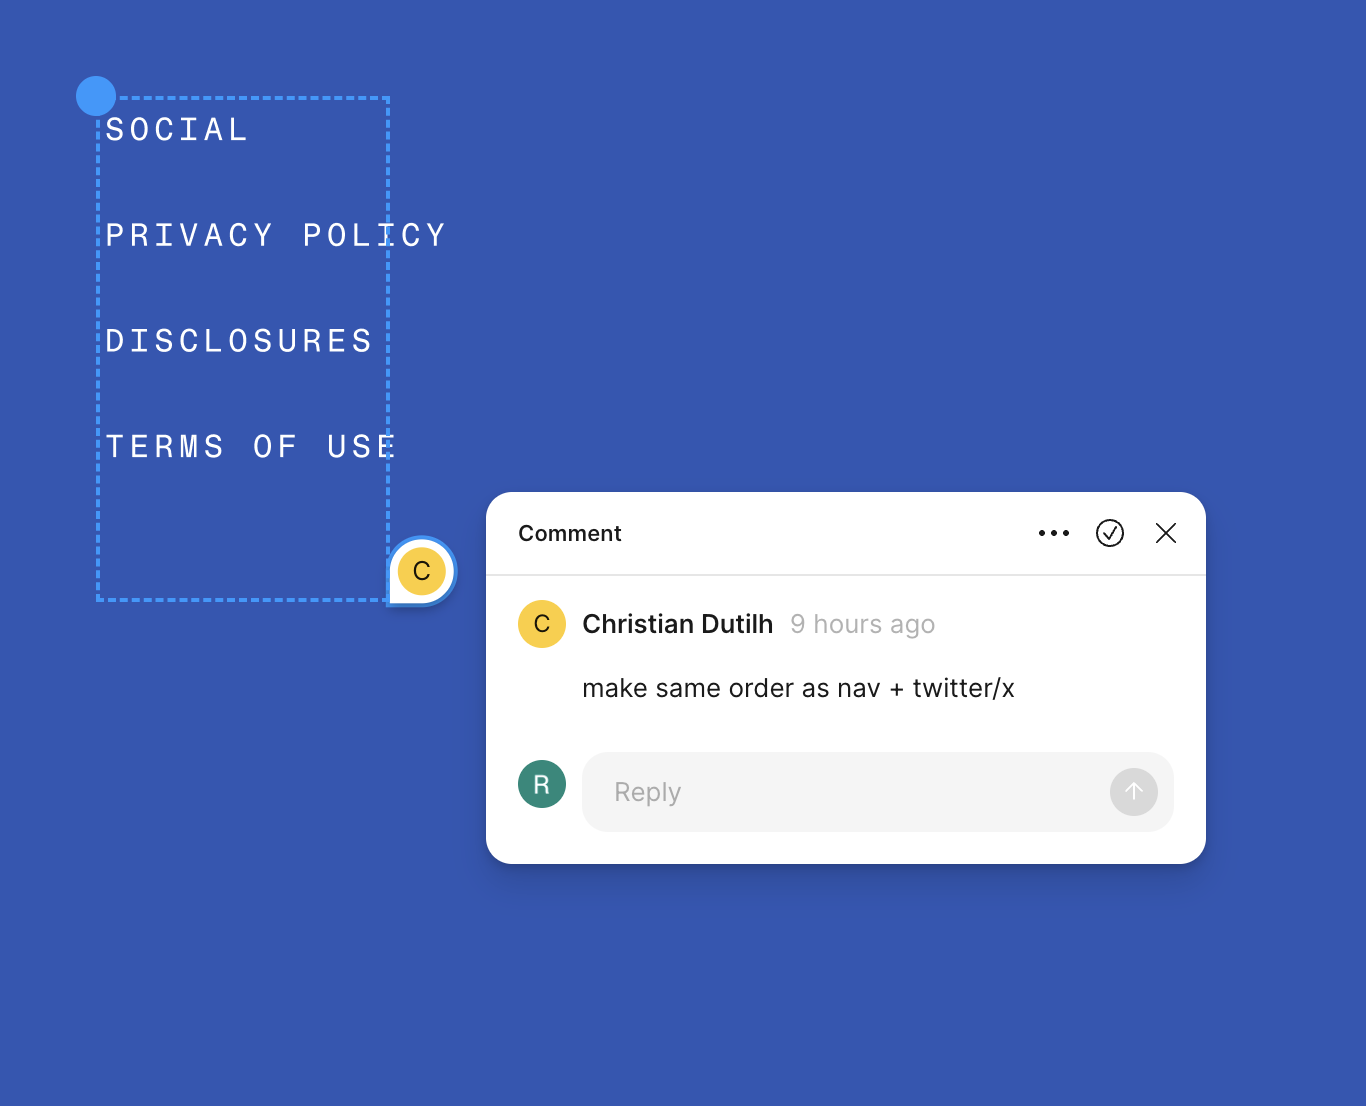 SOCIAL
PRIVACY POLICY
DISCLOSURES
TERMS OF USE
C
Comment
C
Christian Dutilh 9 hours ago
make same order as nav + twitter/x
R
Reply